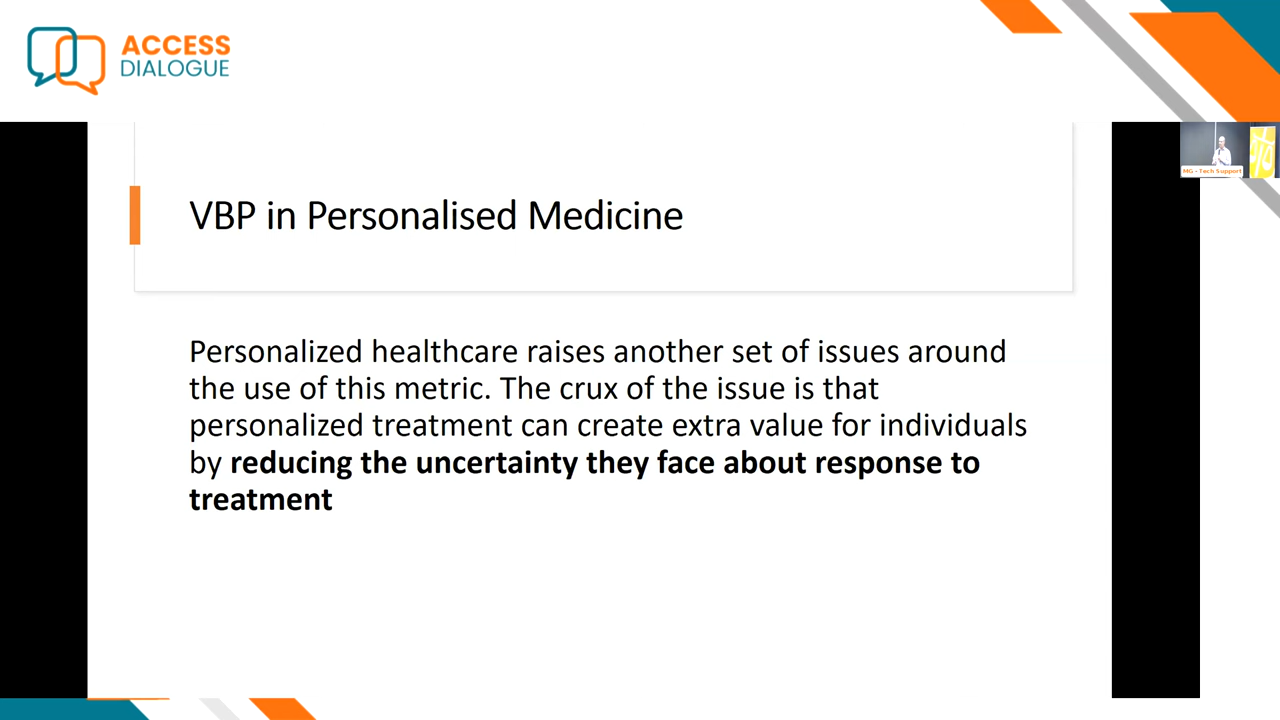 ACCESS
DIALOGUE
MG - Tech Support
VBP in Personalised Medicine
Personalized healthcare raises another set of issues around
the use of this metric. The crux of the issue is that
personalized treatment can create extra value for individuals
by reducing the uncertainty they face about response to
treatment